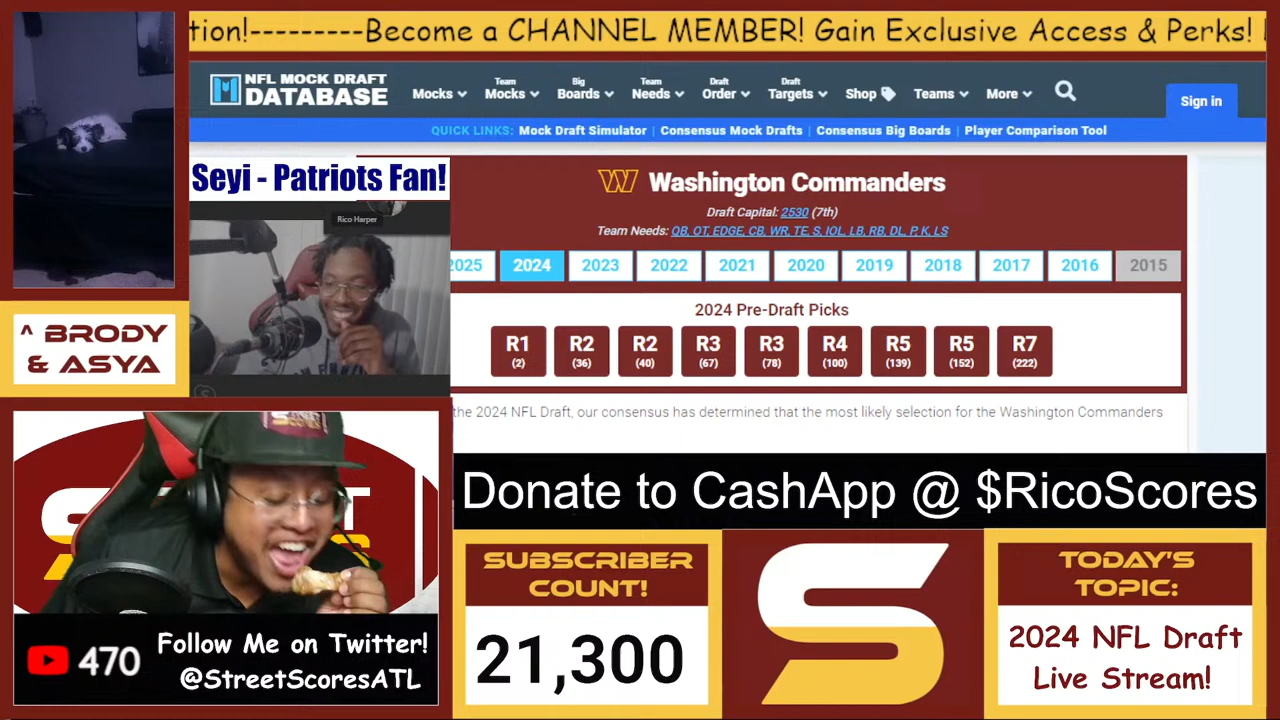 tion!---------Become a CHANNEL MEMBER! Gain Exclusive Access & Perks!
NFL MOCK DRAFT
DATABASE
Mocks
Team
Mocks
Big
Boards
Team
Needs
Draft
Order
Draft
Targets
Shop
Teams
More
Sign in
QUICK LINKS: Mock Draft Simulator | Consensus Mock Drafts | Consensus Big Boards | Player Comparison Tool
Seyi - Patriots Fan!
Rico Harper
Washington Commanders
Draft Capital: 2530 (7th)
Team Needs: QB, OT, EDGE, CB, WR, TE, S, IOL, LB, RB, DL, P, K, LS
2025 2024 2023 2022 2021 2020 2019 2018 2017 2016 2015
2024 Pre-Draft Picks
R1 R2 R2 R3 R3 R4 R5 R5 R7
(2) (36) (40) (67) (78) (100) (139) (152) (222)
the 2024 NFL Draft, our consensus has determined that the most likely selection for the Washington Commanders
^ BRODY
& ASYA
Donate to CashApp @ $RicoScores
SUBSCRIBER
COUNT!
21,300
TODAY'S
TOPIC:
2024 NFL Draft
Live Stream!
470
Follow Me on Twitter!
@StreetScoresATL